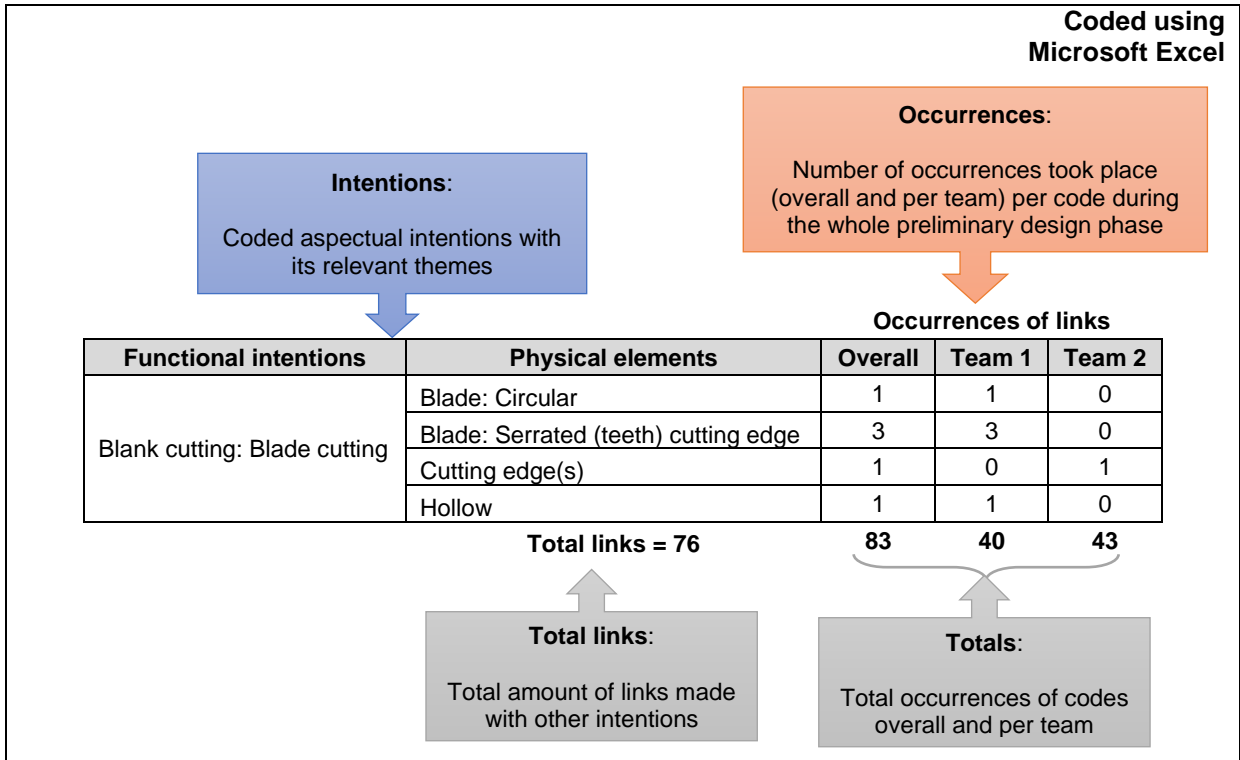 Coded using
Microsoft Excel
Occurrences:
Number of occurrences took place
(overall and per team) per code during
the whole preliminary design phase
Intentions:
Coded aspectual intentions with
its relevant themes
Occurrences of links
Functional intentions Physical elements Overall Team 1 Team 2
Blank cutting: Blade cutting
Blade: Circular 1 1 0
Blade: Serrated (teeth) cutting edge 3 3 0
Cutting edge(s) 1 0 1
Hollow 1 1 0
Total links = 76 83 40 43
Total links:
Total amount of links made
with other intentions
Totals:
Total occurrences of codes
overall and per team